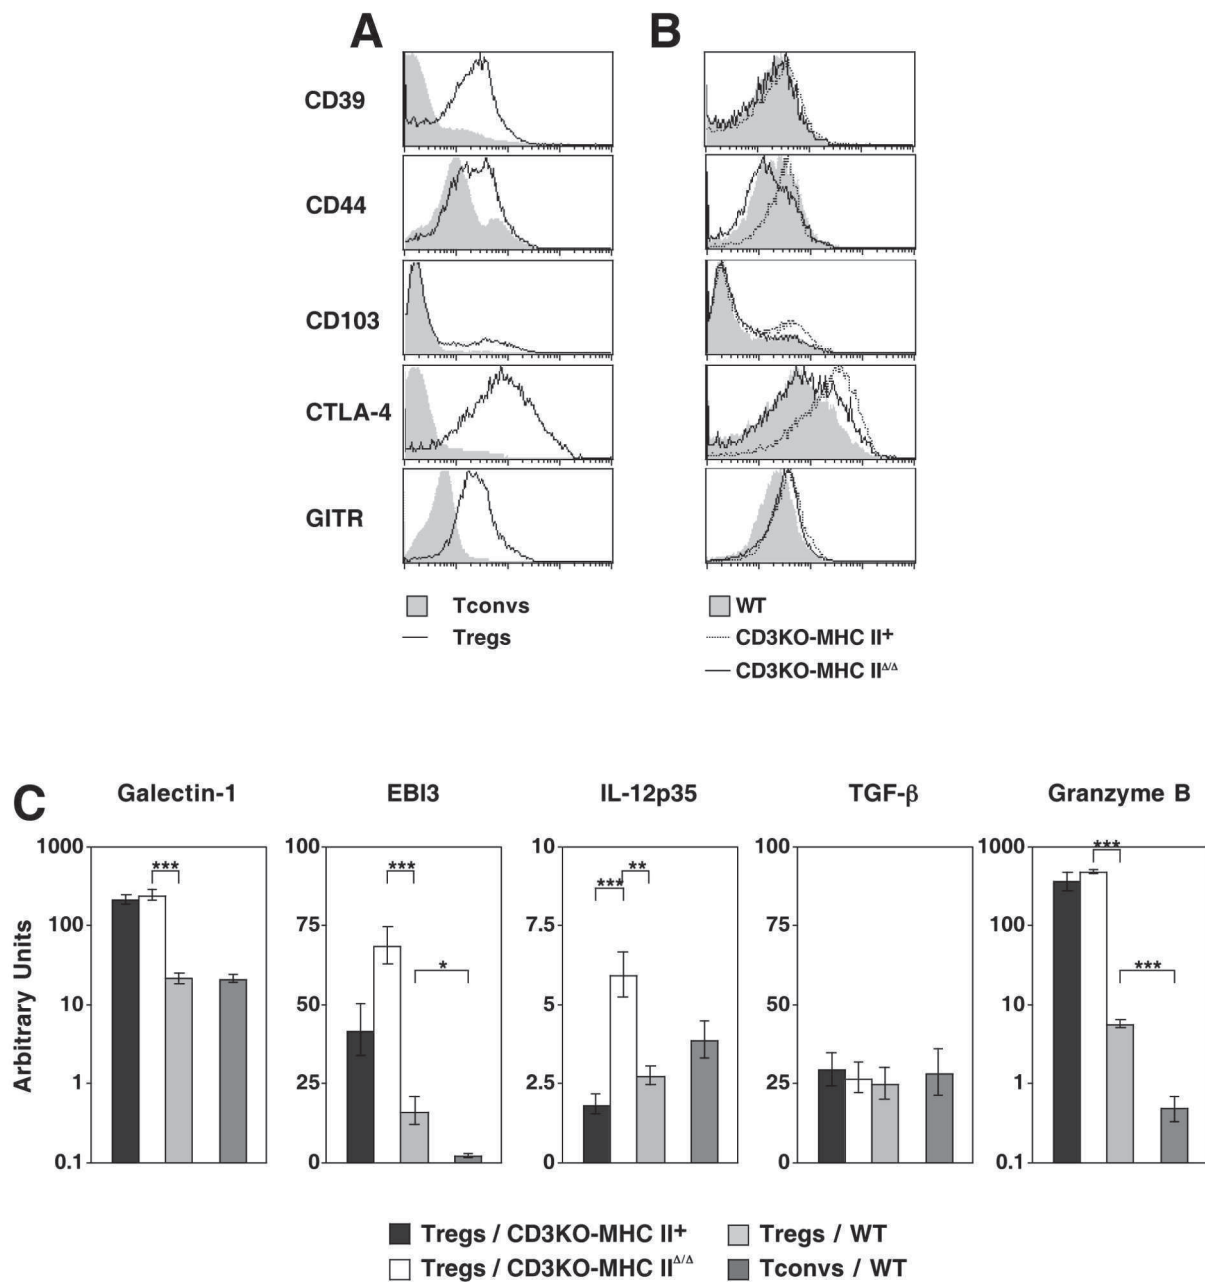 A B
CD39
CD44
CD103
CTLA-4
GITR
Tconvs
Tregs
WT
CD3KO-MHC II+
CD3KO-MHC IIΔ/Δ
C
Galectin-1 EBI3 IL-12p35 TGF-β Granzyme B
Arbitrary Units
1000
100
10
1
0.1
***
100
75
50
25
0
***
*
10
7.5
5
2.5
0
***
**
100
75
50
25
0
1000
100
10
1
0.1
***
***
Tregs / CD3KO-MHC II+
Tregs / CD3KO-MHC IIΔ/Δ
Tregs / WT
Tconvs / WT